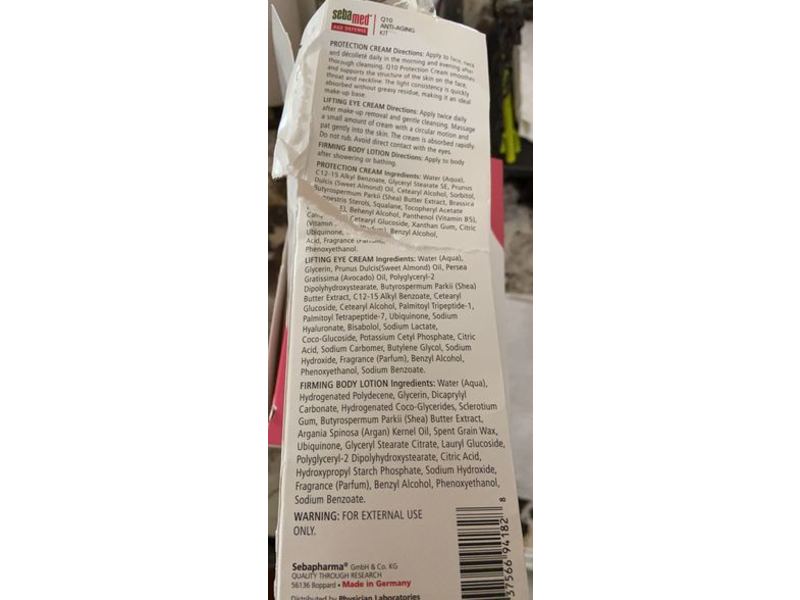 sebamed®
AGE DEFENSE
Q10
ANTI-AGING
KIT
PROTECTION CREAM Directions: Apply to face, neck
and décolleté daily in the morning and evening after
thorough cleansing. Q10 Protection Cream smoothes
and supports the structure of the skin on the face,
throat and neckline. The light consistency is quickly
absorbed without greasy residue, making it an ideal
make-up base.
LIFTING EYE CREAM Directions: Apply twice daily
after make-up removal and gentle cleansing. Massage
a small amount of cream with a circular motion and
pat gently into the skin. The cream is absorbed rapidly.
Do not rub. Avoid direct contact with the eyes.
FIRMING BODY LOTION Directions: Apply to body
after showering or bathing.
PROTECTION CREAM Ingredients: Water (Aqua),
C12-15 Alkyl Benzoate, Glyceryl Stearate SE, Prunus
Dulcis (Sweet Almond) Oil, Cetearyl Alcohol, Sorbitol,
Butyrospermum Parkii (Shea) Butter Extract, Brassica
Sterols, Squalane, Tocopheryl Acetate
E), Behenyl Alcohol, Panthenol (Vitamin B5),
Cetearyl Glucoside, Xanthan Gum, Citric
(Vitamin Benzyl Alcohol,
Ubiquinone,
Acid, Fragrance
Phenoxyethanol.
LIFTING EYE CREAM Ingredients: Water (Aqua),
Glycerin, Prunus Dulcis(Sweet Almond) Oil, Persea
Gratissima (Avocado) Oil, Polyglyceryl-2
Dipolyhydroxystearate, Butyrospermum Parkii (Shea)
Butter Extract, C12-15 Alkyl Benzoate, Cetearyl
Glucoside, Cetearyl Alcohol, Palmitoyl Tripeptide-1,
Palmitoyl Tetrapeptide-7, Ubiquinone, Sodium
Hyaluronate, Bisabolol, Sodium Lactate,
Coco-Glucoside, Potassium Cetyl Phosphate, Citric
Acid, Sodium Carbomer, Butylene Glycol, Sodium
Hydroxide, Fragrance (Parfum), Benzyl Alcohol,
Phenoxyethanol, Sodium Benzoate.
FIRMING BODY LOTION Ingredients: Water (Aqua),
Hydrogenated Polydecene, Glycerin, Dicaprylyl
Carbonate, Hydrogenated Coco-Glycerides, Sclerotium
Gum, Butyrospermum Parkii (Shea) Butter Extract,
Argania Spinosa (Argan) Kernel Oil, Spent Grain Wax,
Ubiquinone, Glyceryl Stearate Citrate, Lauryl Glucoside,
Polyglyceryl-2 Dipolyhydroxystearate, Citric Acid,
Hydroxypropyl Starch Phosphate, Sodium Hydroxide,
Fragrance (Parfum), Benzyl Alcohol, Phenoxyethanol,
Sodium Benzoate.
WARNING: FOR EXTERNAL USE
ONLY.
Sebapharma® GmbH & Co. KG
QUALITY THROUGH RESEARCH
56136 Boppard • Made in Germany
Distributed by Physician Laboratories
37566 94182 8